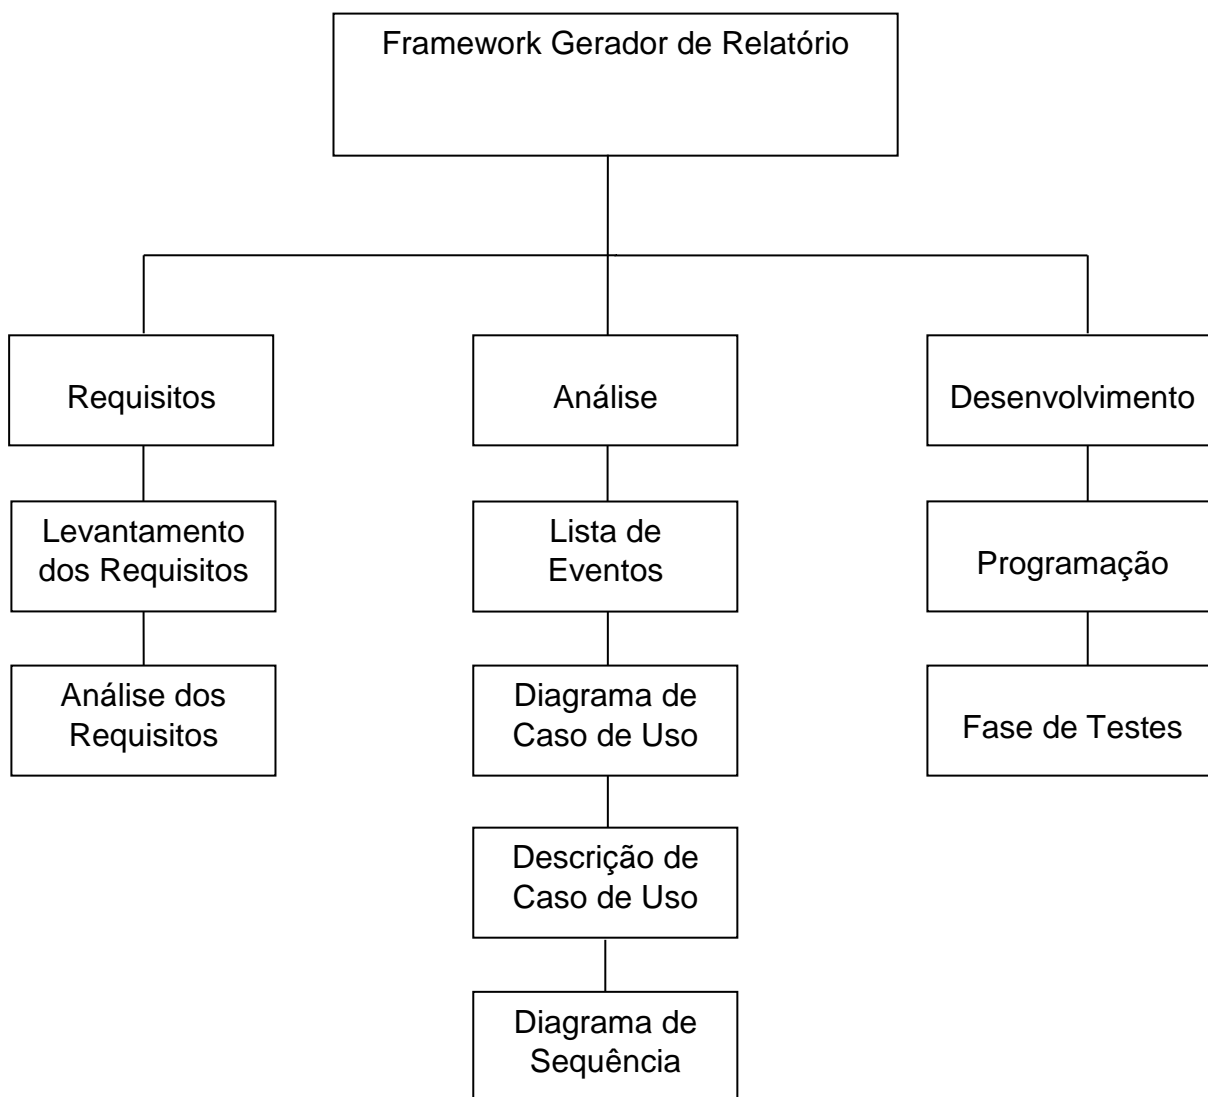 Framework Gerador de Relatório
Requisitos
Análise
Desenvolvimento
Levantamento
dos Requisitos
Lista de
Eventos
Programação
Análise dos
Requisitos
Diagrama de
Caso de Uso
Fase de Testes
Descrição de
Caso de Uso
Diagrama de
Sequência